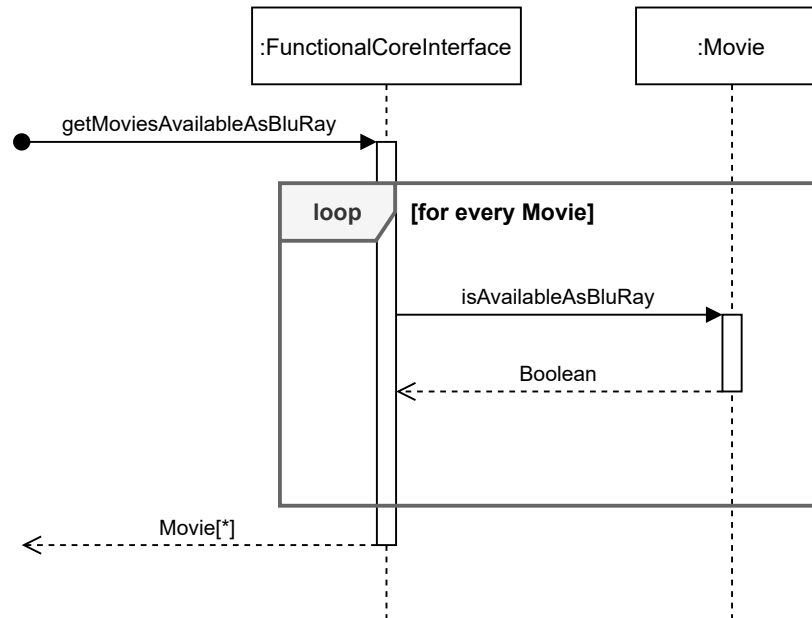 :FunctionalCoreInterface
:Movie
getMoviesAvailableAsBluRay
loop
[for every Movie]
isAvailableAsBluRay
Boolean
Movie[*]